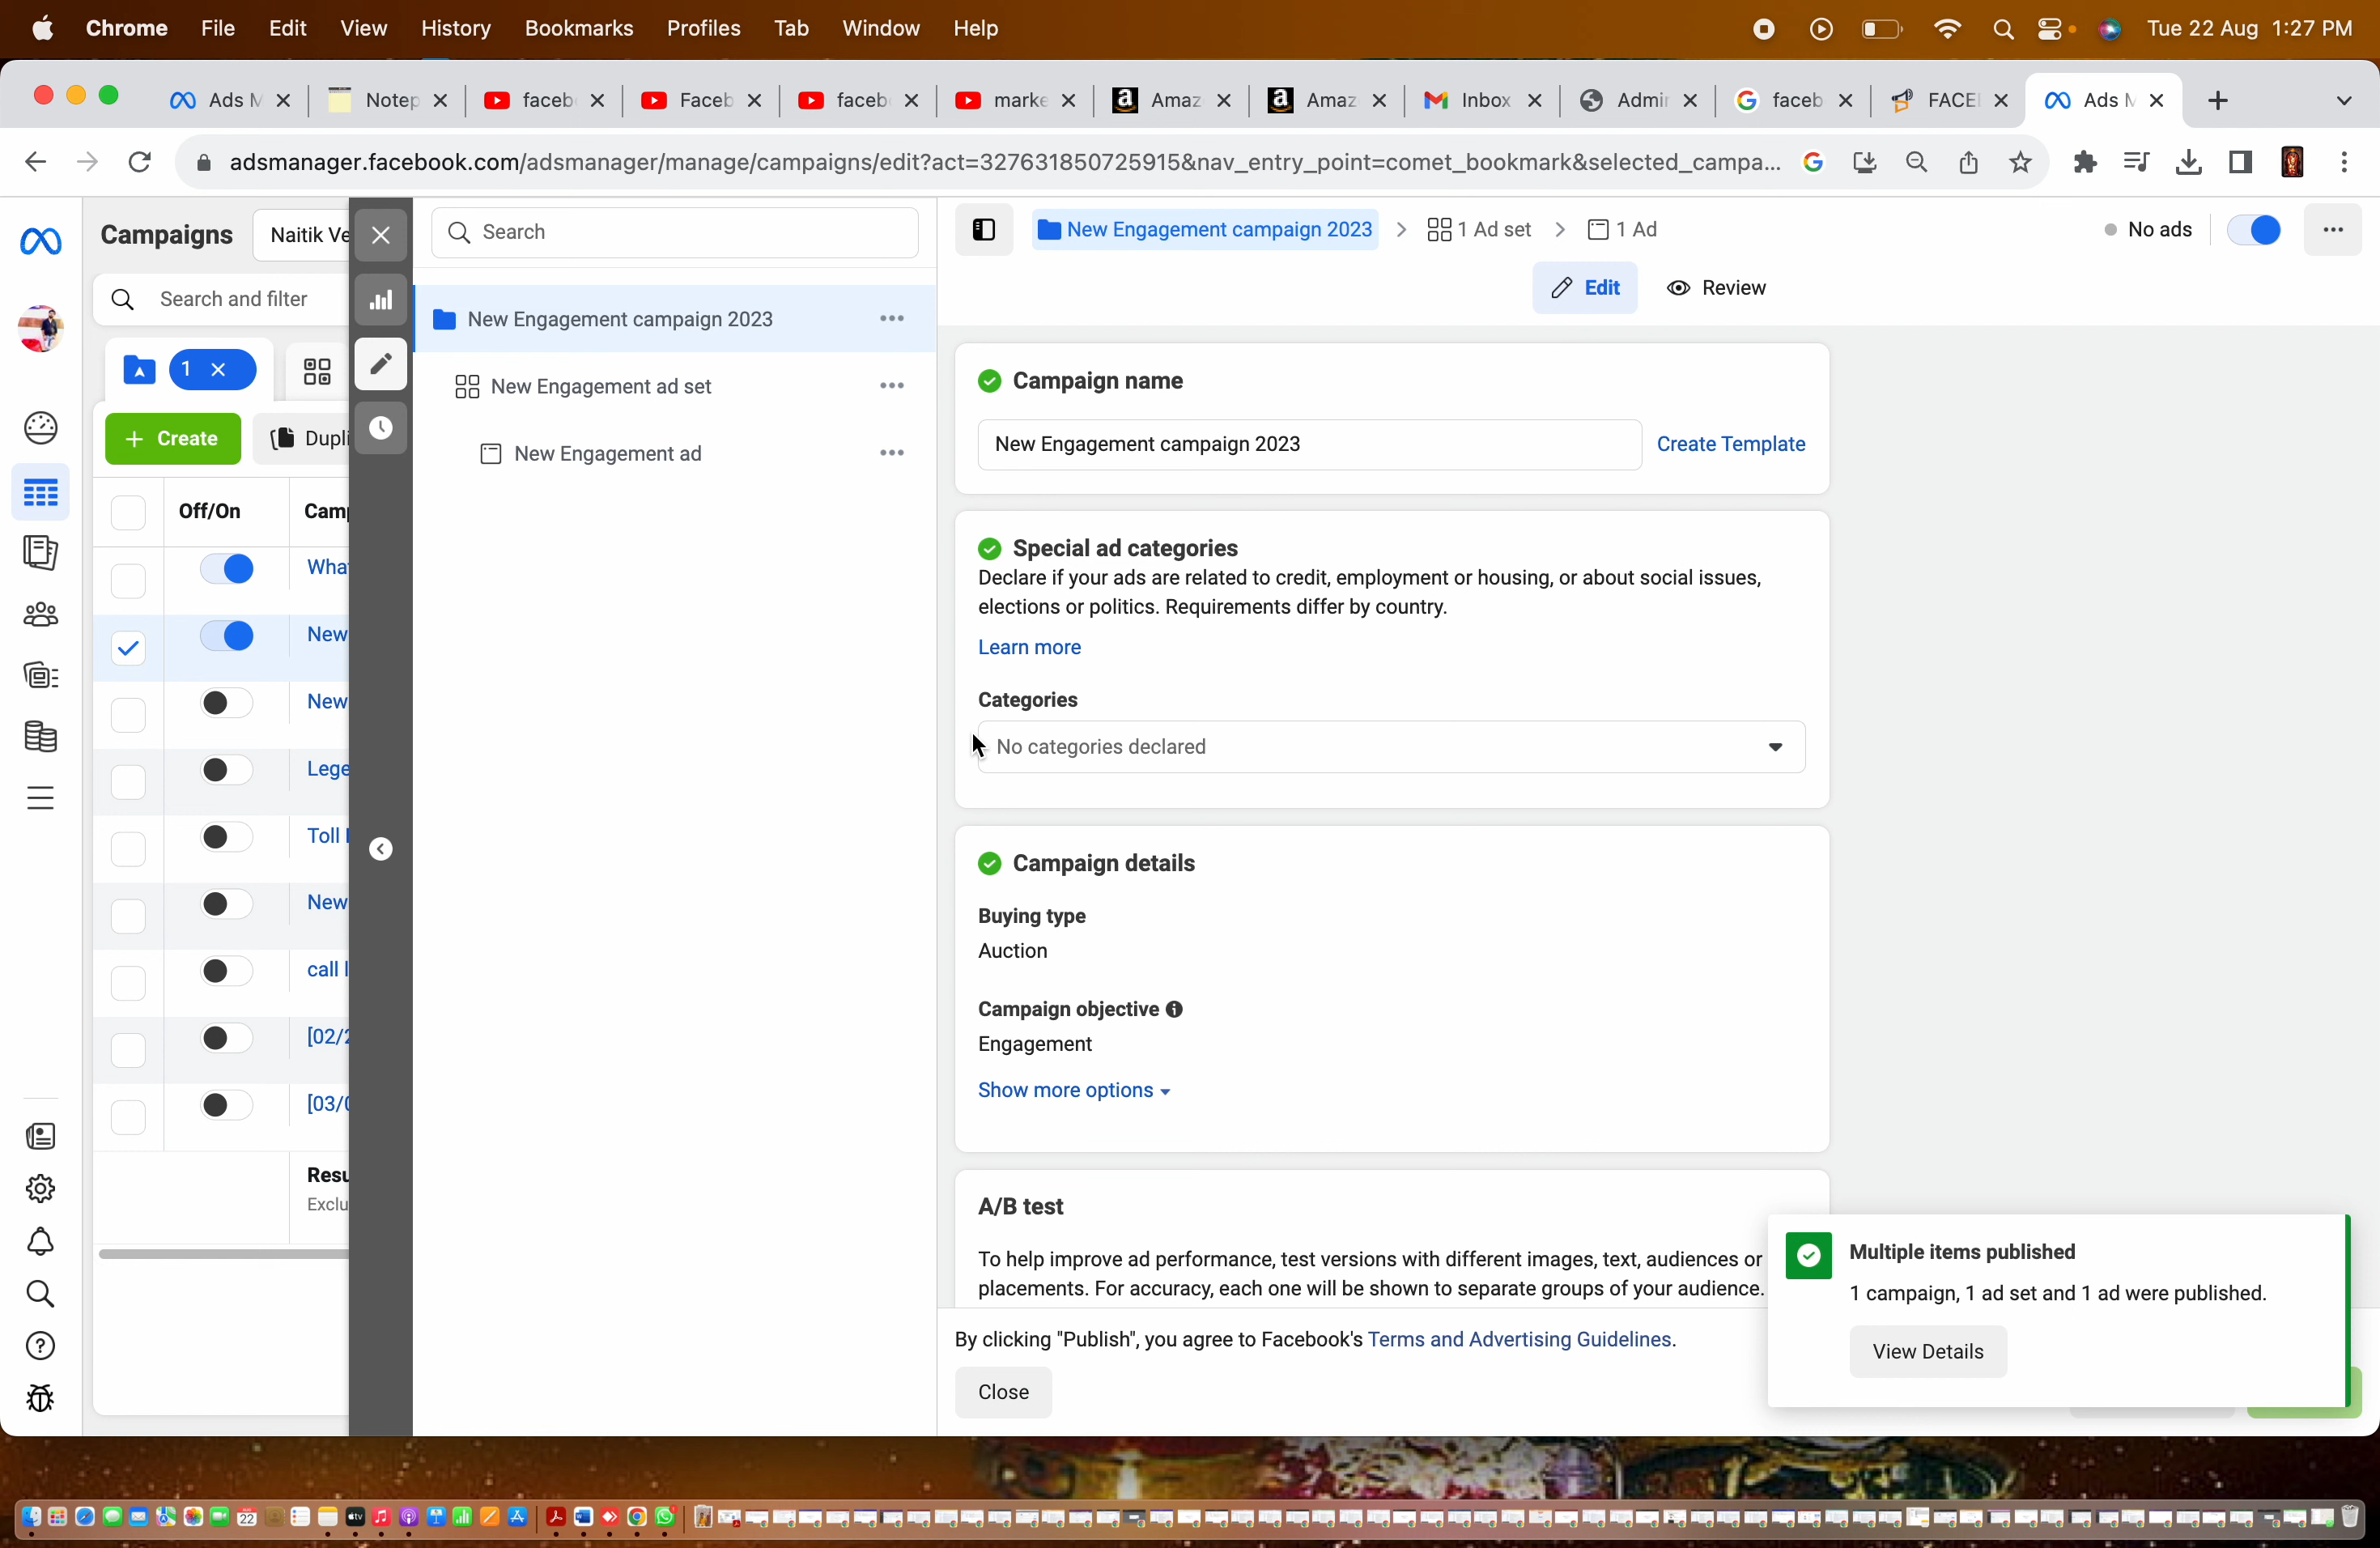 Chrome File Edit View History Bookmarks Profiles Tab Window Help Tue 22 Aug 1:27 PM
Ads M Notep faceb Faceb faceb marke Amaz Amaz Inbox Admin faceb FACE Ads M
adsmanager.facebook.com/adsmanager/manage/campaigns/edit?act=327631850725915&nav_entry_point=comet_bookmark&selected_campa...
Campaigns
Naitik Ve
Search and filter
1
Create
Dupli
Off/On
Camp
What
New
New
Lege
Toll
New
call
[02/2
[03/0
Resu
Exclu
Search
New Engagement campaign 2023
New Engagement ad set
New Engagement ad
New Engagement campaign 2023 1 Ad set 1 Ad
No ads
Edit Review
Campaign name
New Engagement campaign 2023
Create Template
Special ad categories
Declare if your ads are related to credit, employment or housing, or about social issues,
elections or politics. Requirements differ by country.
Learn more
Categories
No categories declared
Campaign details
Buying type
Auction
Campaign objective
Engagement
Show more options
A/B test
To help improve ad performance, test versions with different images, text, audiences or
placements. For accuracy, each one will be shown to separate groups of your audience.
By clicking "Publish", you agree to Facebook's Terms and Advertising Guidelines.
Close
Multiple items published
1 campaign, 1 ad set and 1 ad were published.
View Details
22
tv